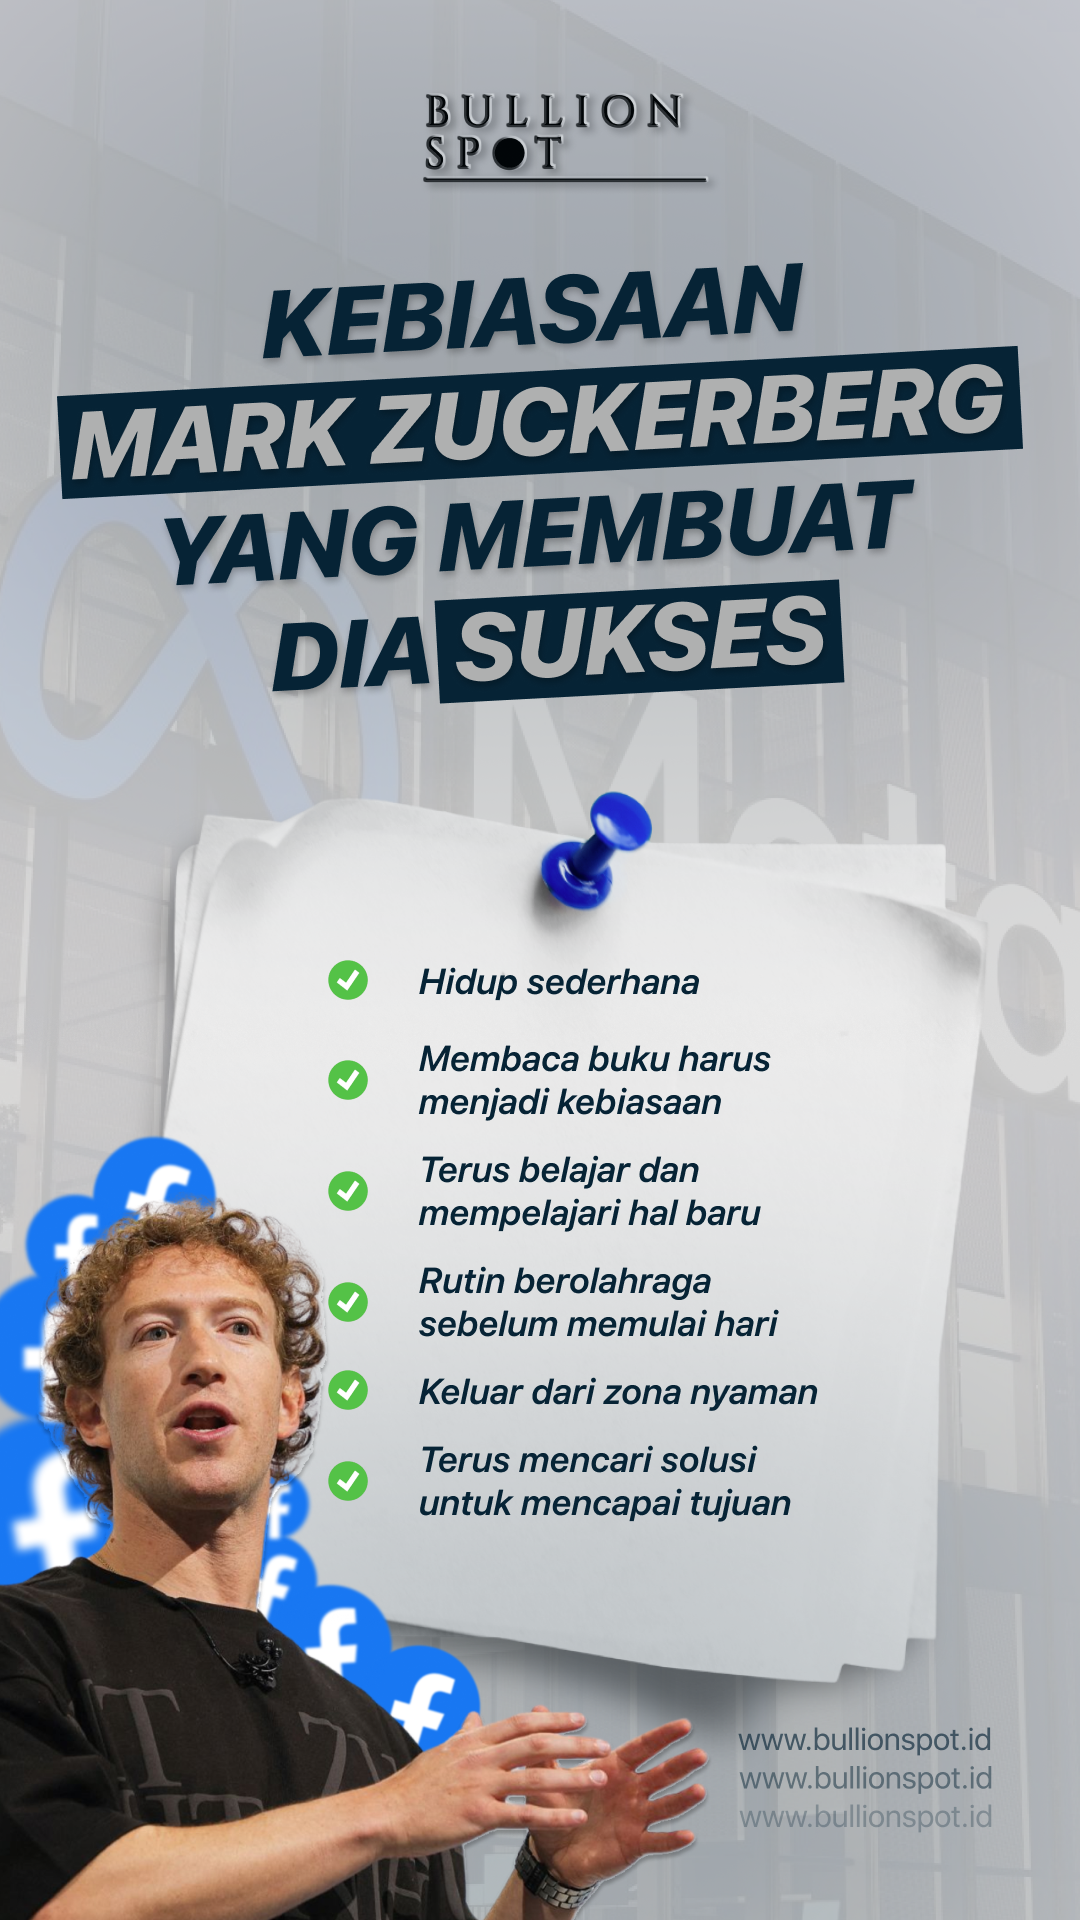 BULLION
SPOT
KEBIASAAN
MARK ZUCKERBERG
YANG MEMBUAT
DIA SUKSES
Meta
Hidup sederhana
Membaca buku harus
menjadi kebiasaan
Terus belajar dan
mempelajari hal baru
Rutin berolahraga
sebelum memulai hari
Keluar dari zona nyaman
Terus mencari solusi
untuk mencapai tujuan
www.bullionspot.id
www.bullionspot.id
www.bullionspot.id